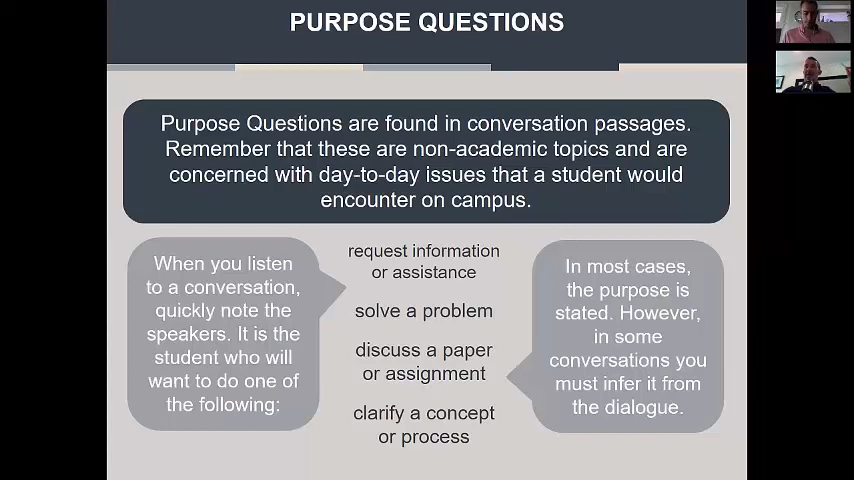 PURPOSE QUESTIONS
Purpose Questions are found in conversation passages.
Remember that these are non-academic topics and are
concerned with day-to-day issues that a student would
encounter on campus.
When you listen
to a conversation,
quickly note the
speakers. It is the
student who will
want to do one of
the following:
request information
or assistance
solve a problem
discuss a paper
or assignment
clarify a concept
or process
In most cases,
the purpose is
stated. However,
in some
conversations you
must infer it from
the dialogue.